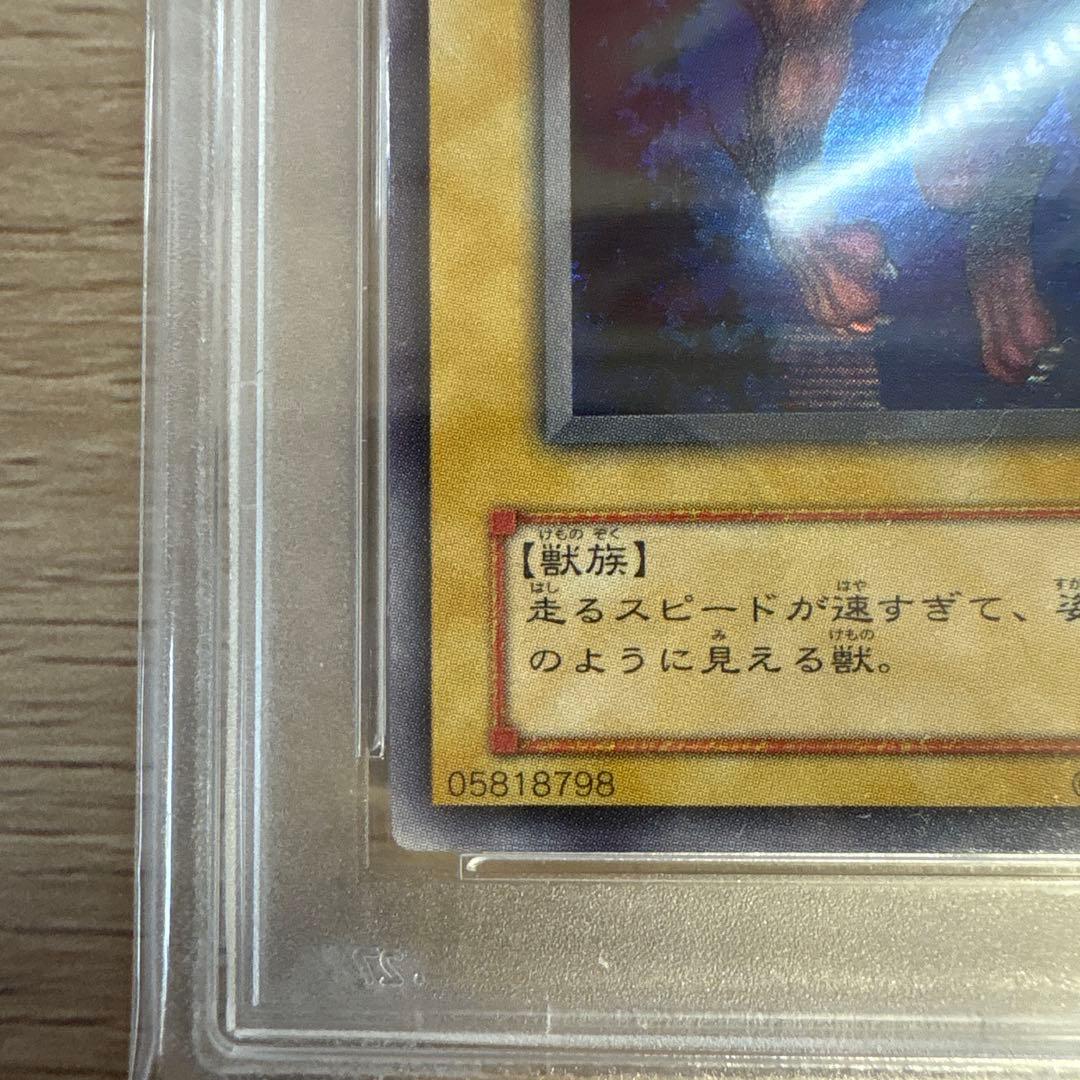 【獣族】
走るスピードが速すぎて、姿
のように見える獣。
05818798